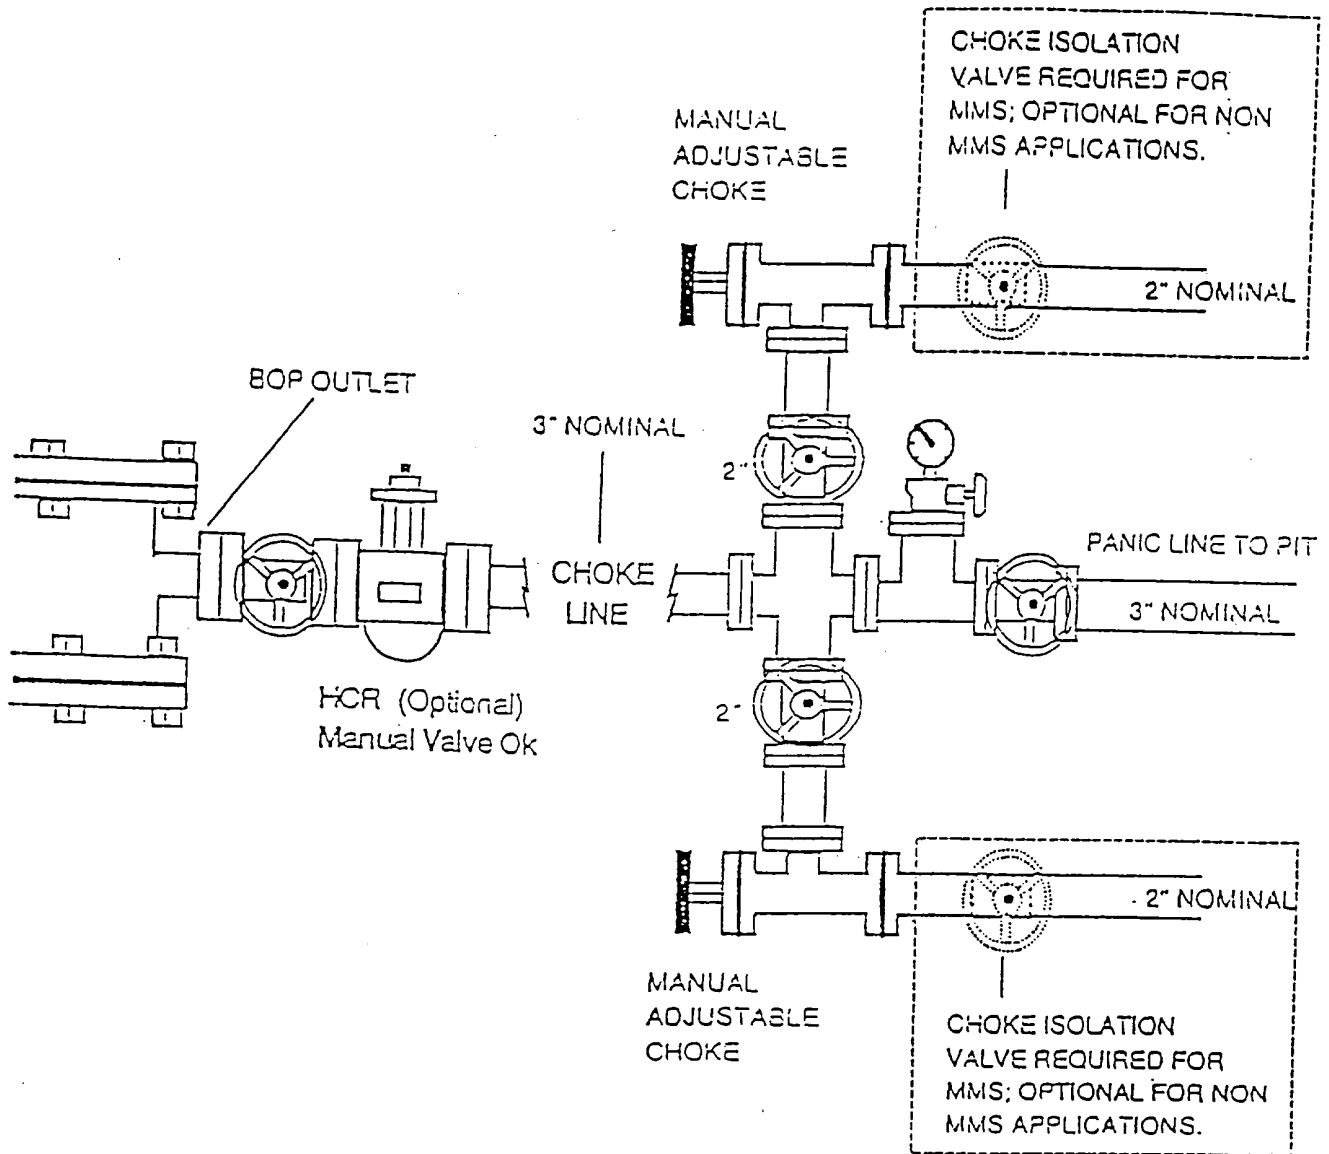 CHOKE ISOLATION
VALVE REQUIRED FOR
MMS; OPTIONAL FOR NON
MMS APPLICATIONS.
MANUAL
ADJUSTABLE
CHOKE
2" NOMINAL
BOP OUTLET
3" NOMINAL
2"
PANIC LINE TO PIT
CHOKE
LINE
3" NOMINAL
HCR (Optional)
Manual Valve Ok
2"
2" NOMINAL
MANUAL
ADJUSTABLE
CHOKE
CHOKE ISOLATION
VALVE REQUIRED FOR
MMS; OPTIONAL FOR NON
MMS APPLICATIONS.